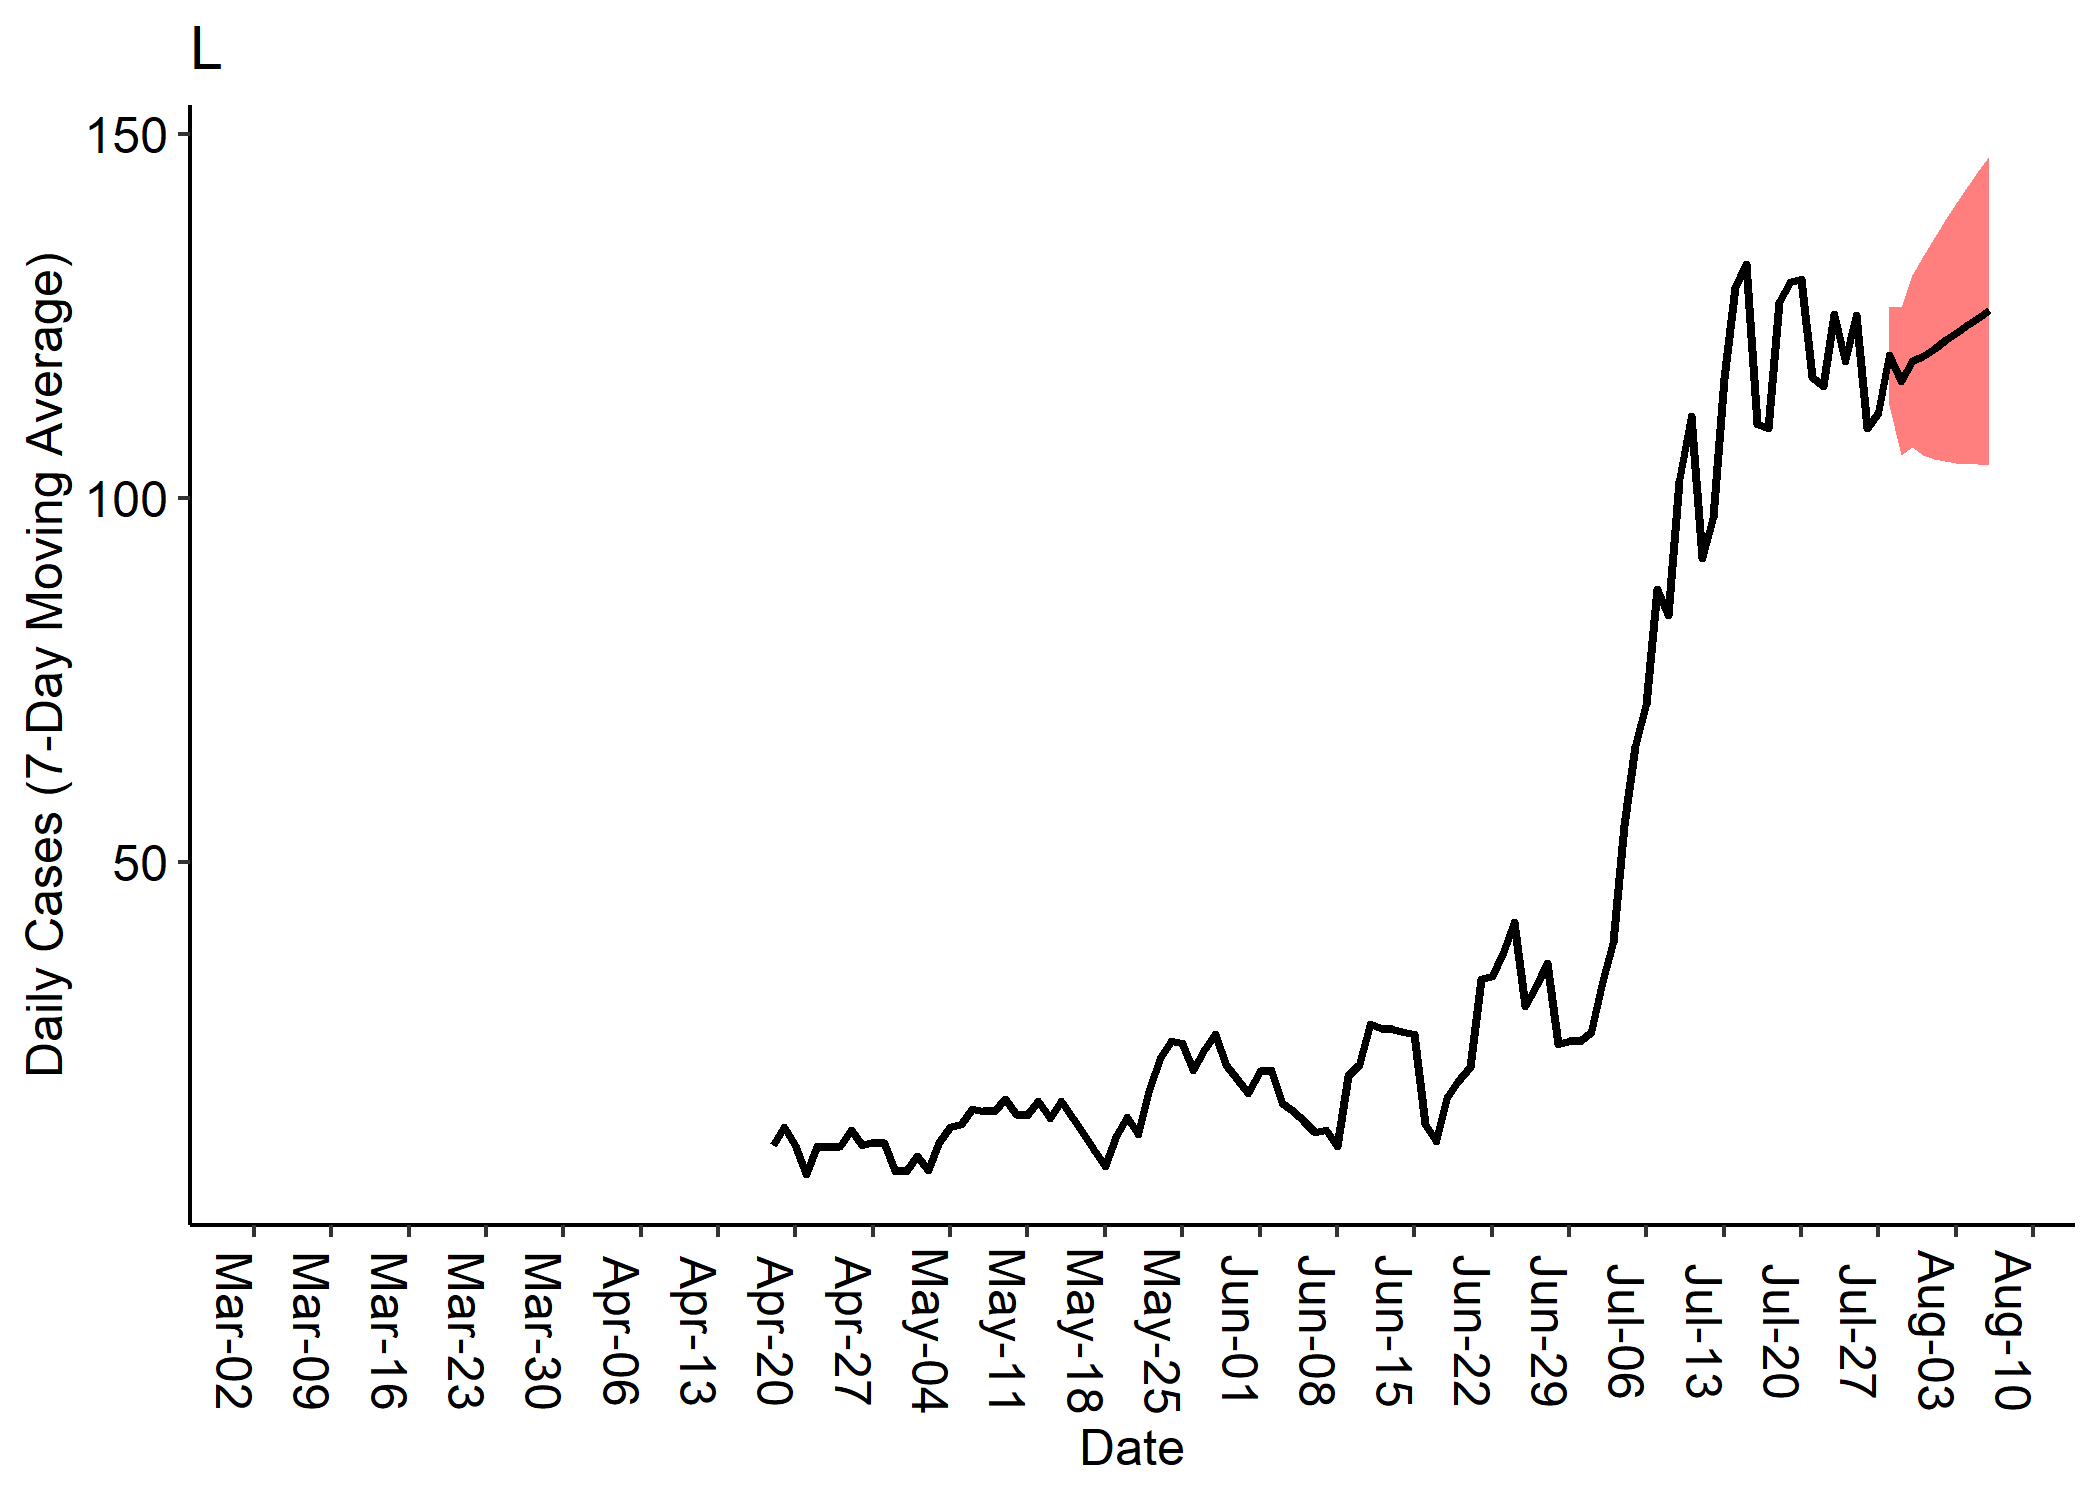 L
150
100
50
Daily Cases (7-Day Moving Average)
Mar-02
Mar-09
Mar-16
Mar-23
Mar-30
Apr-06
Apr-13
Apr-20
Apr-27
May-04
May-11
May-18
May-25
Jun-01
Jun-08
Jun-15
Jun-22
Jun-29
Jul-06
Jul-13
Jul-20
Jul-27
Aug-03
Aug-10
Date